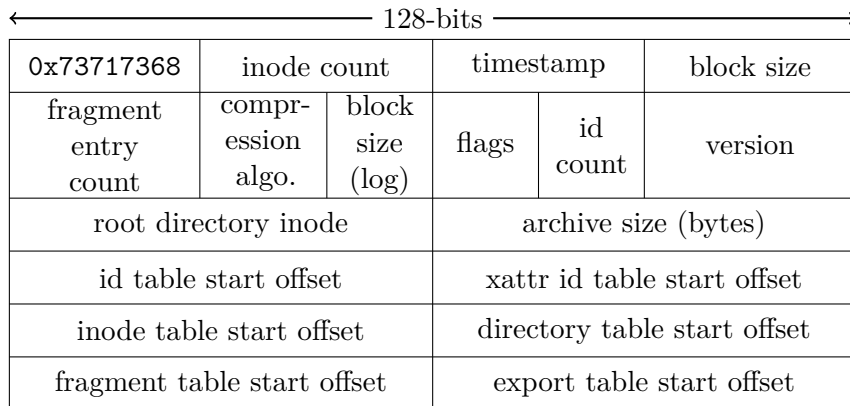 128-bits
0x73717368 inode count timestamp block size
fragment entry count
compr-
ession
algo.
block
size
(log)
flags
id
count
version
root directory inode archive size (bytes)
id table start offset xattr id table start offset
inode table start offset directory table start offset
fragment table start offset export table start offset